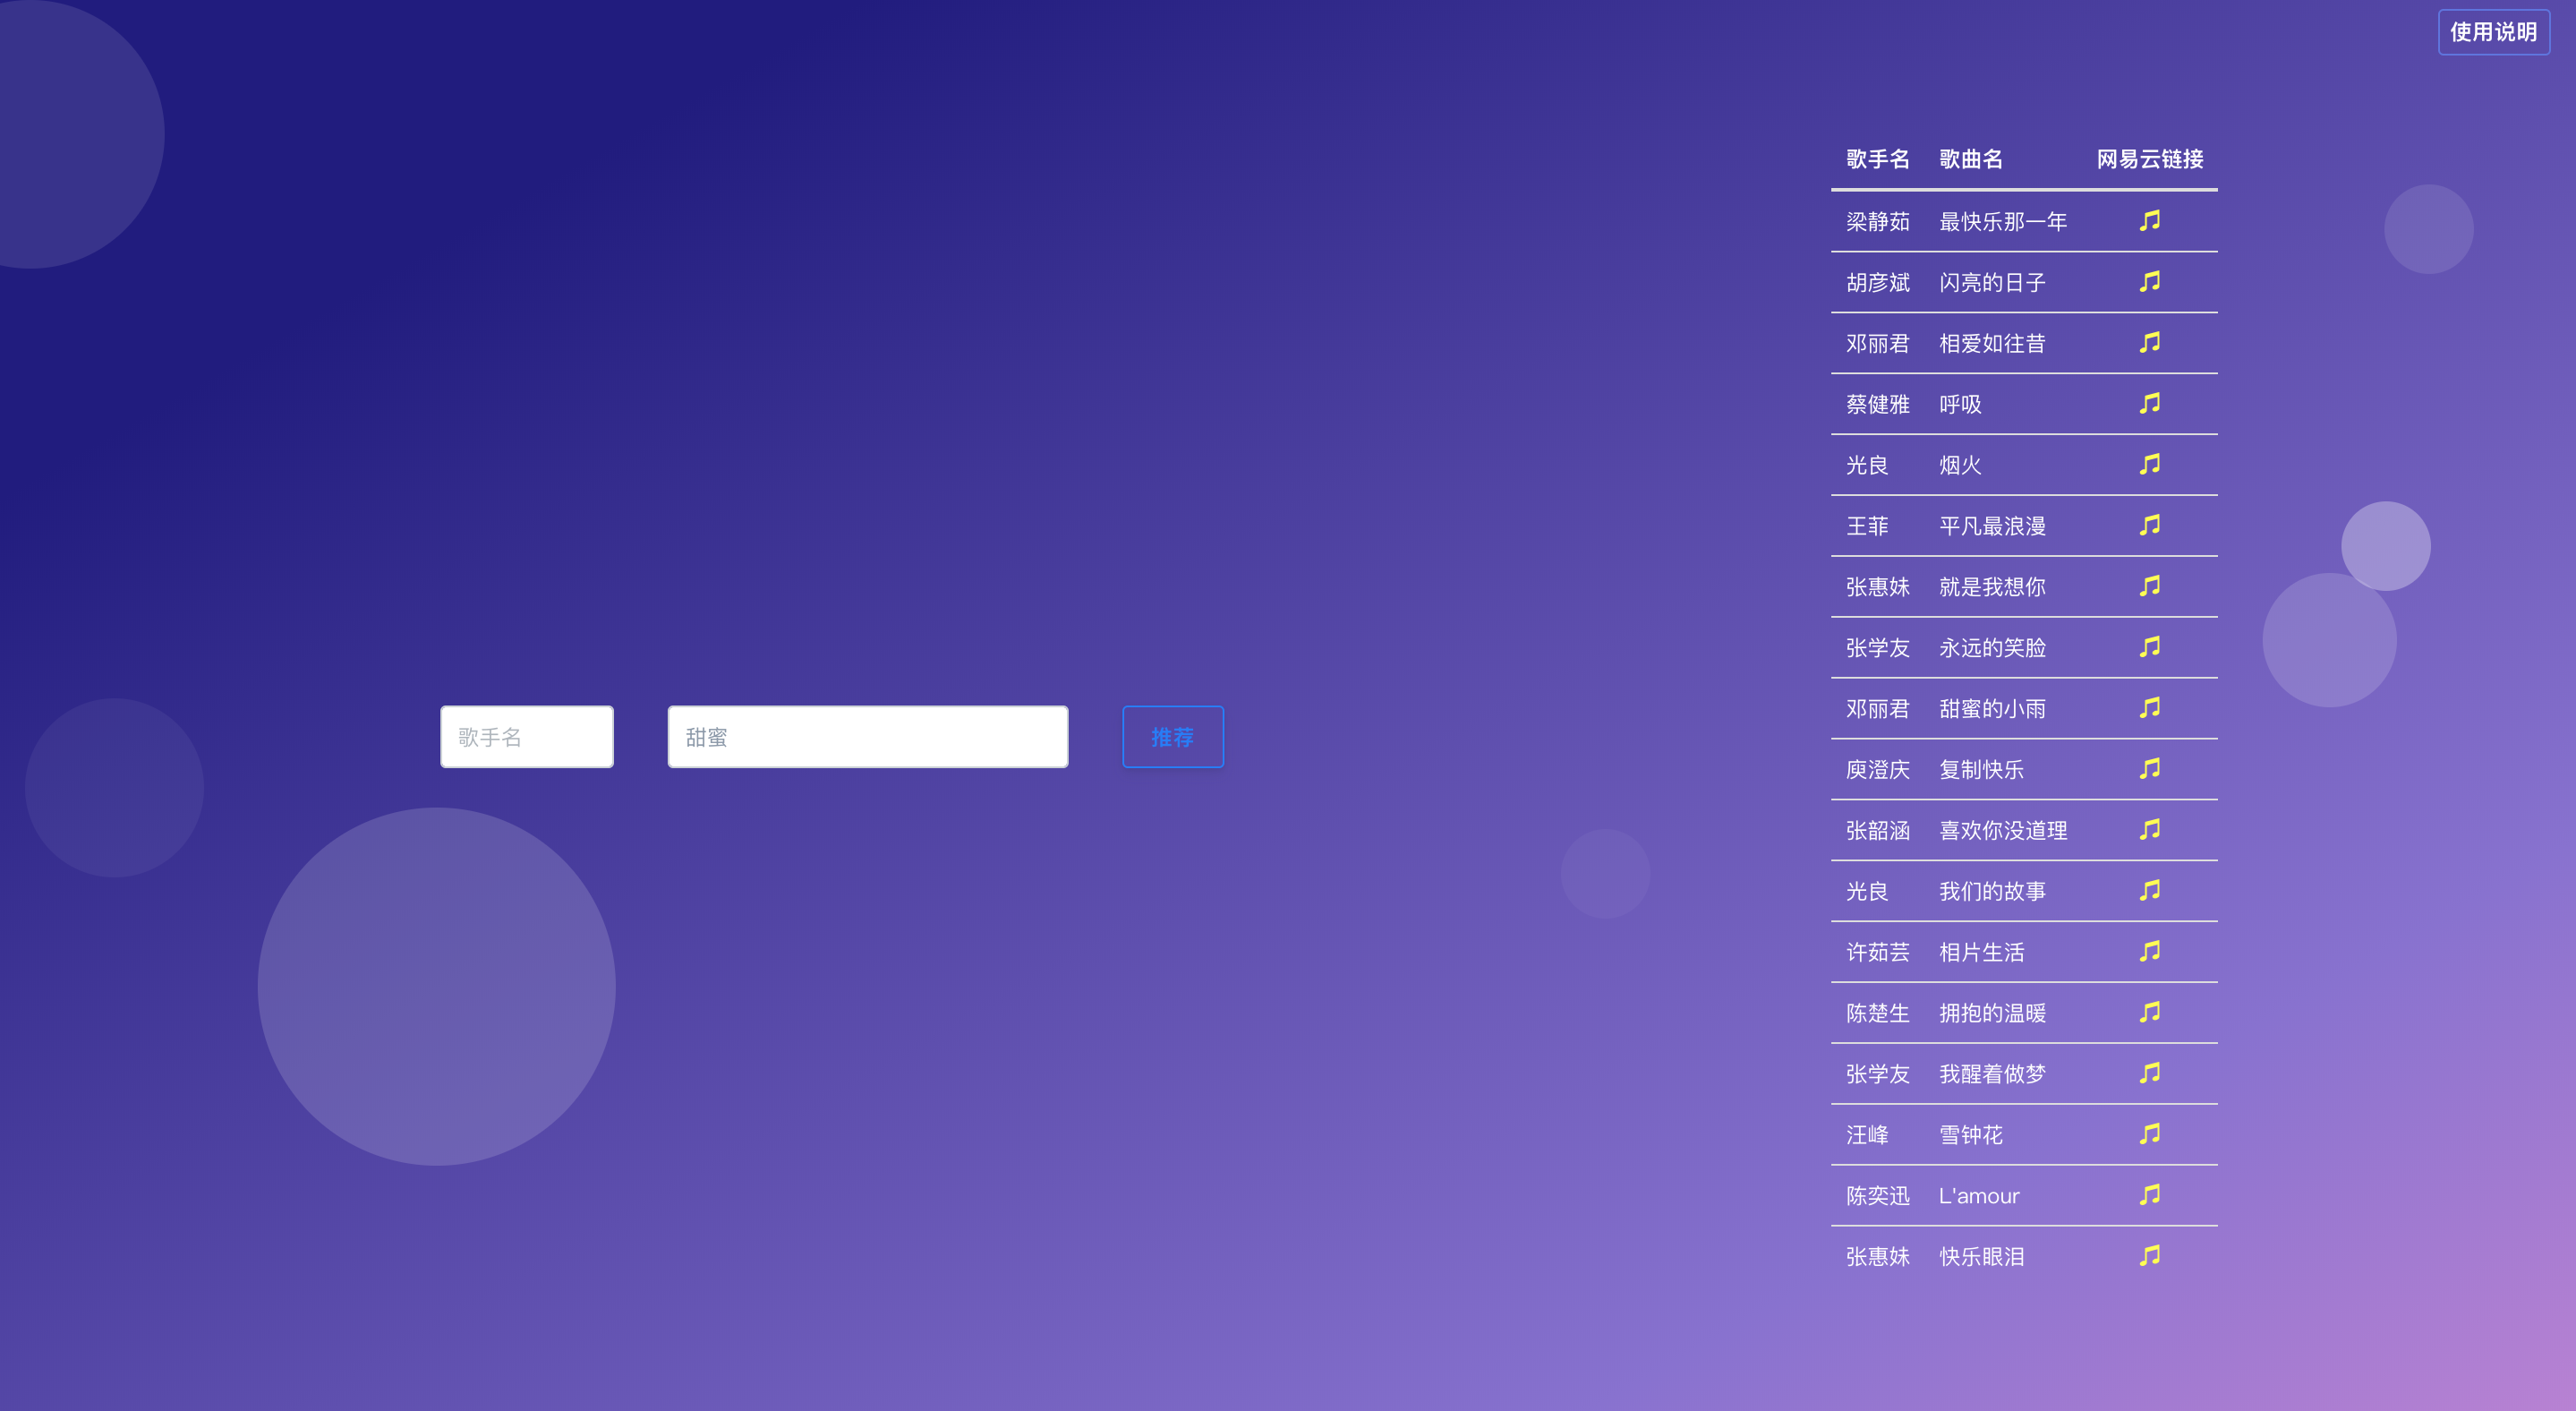 使用说明
歌手名 歌曲名 网易云链接
梁静茹 最快乐那一年
胡彦斌 闪亮的日子
邓丽君 相爱如往昔
蔡健雅 呼吸
光良 烟火
王菲 平凡最浪漫
张惠妹 就是我想你
张学友 永远的笑脸
邓丽君 甜蜜的小雨
歌手名 甜蜜 推荐
庾澄庆 复制快乐
张韶涵 喜欢你没道理
光良 我们的故事
许茹芸 相片生活
陈楚生 拥抱的温暖
张学友 我醒着做梦
汪峰 雪钟花
陈奕迅 L'amour
张惠妹 快乐眼泪